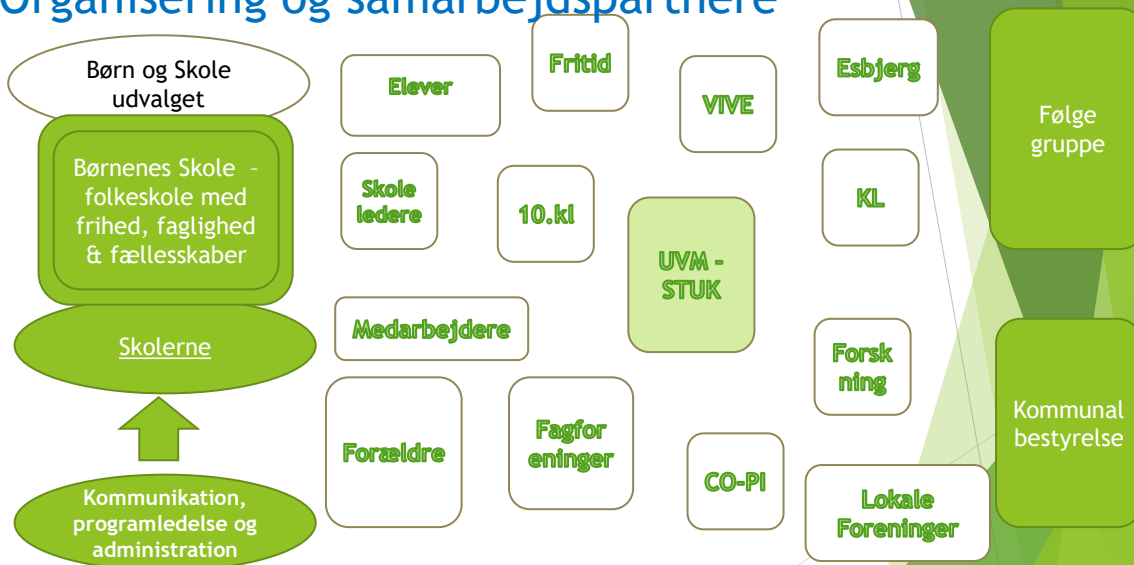 Organisering og samarbejdspartnere
Børn og Skole
udvalget
Børnenes Skole –
folkeskole med
frihed, faglighed
& fællesskaber
Skolerne
Kommunikation,
programledelse og
administration
Elever
Fritid
VIVE
Esbjerg
Skole
ledere
10.kl
KL
UVM -
STUK
Medarbejdere
Forsk
ning
Forældre
Fagfor
eninger
CO-PI
Lokale
Foreninger
Følge
gruppe
Kommunal
bestyrelse